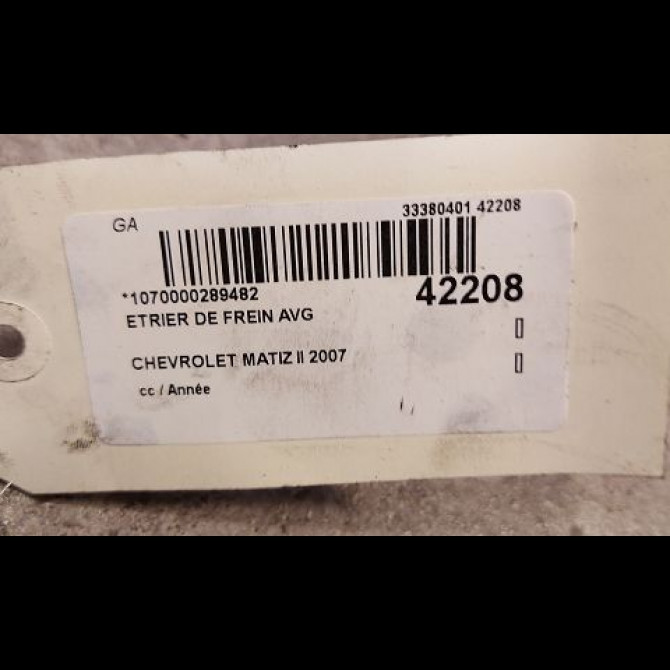 GA
33380401 42208
*1070000289482
42208
ETRIER DE FREIN AVG
CHEVROLET MATIZ II 2007
cc / Année